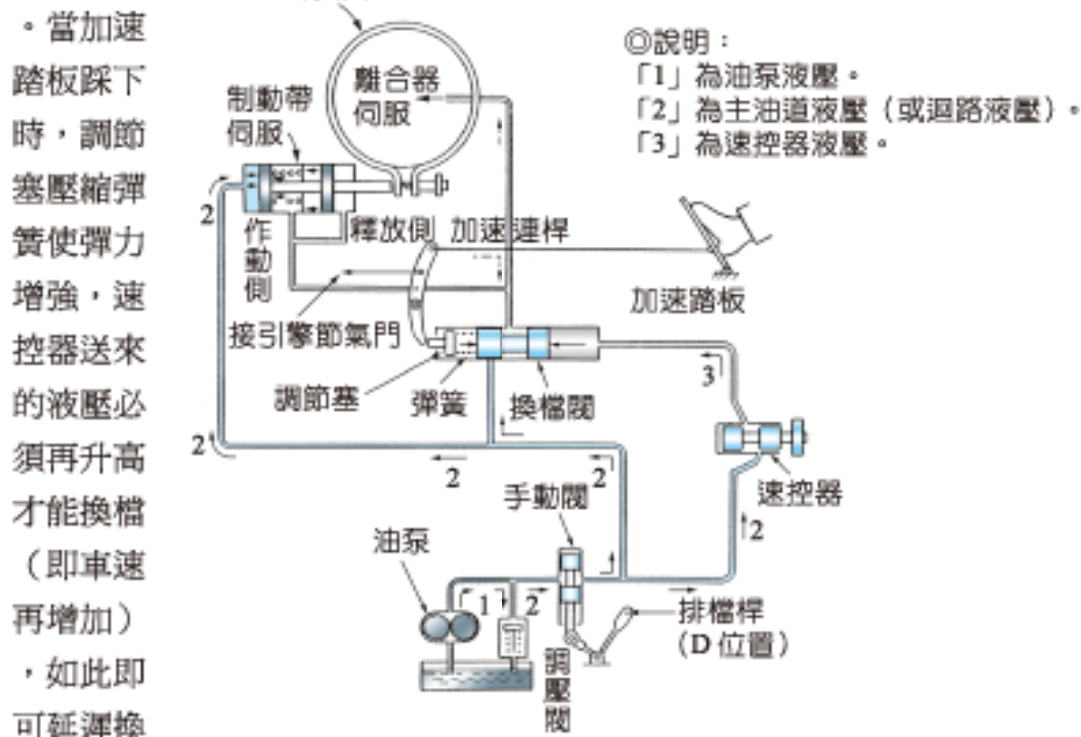 。當加速
踏板踩下
時，調節
塞壓縮彈
簧使彈力
增強，速
控器送來
的液壓必
須再升高
才能換檔
（即車速
再增加）
，如此即
可延遲換
離合器
伺服
制動帶
伺服
◎說明：
「1」為油泵液壓。
「2」為主油道液壓（或迴路液壓）。
「3」為速控器液壓。
2
作動側
釋放側
加速連桿
加速踏板
接引擎節氣門
調節塞
彈簧
換檔閥
3
2
2
2
手動閥
速控器
2
油泵
1
2
排檔桿
(D 位置)
調壓閥